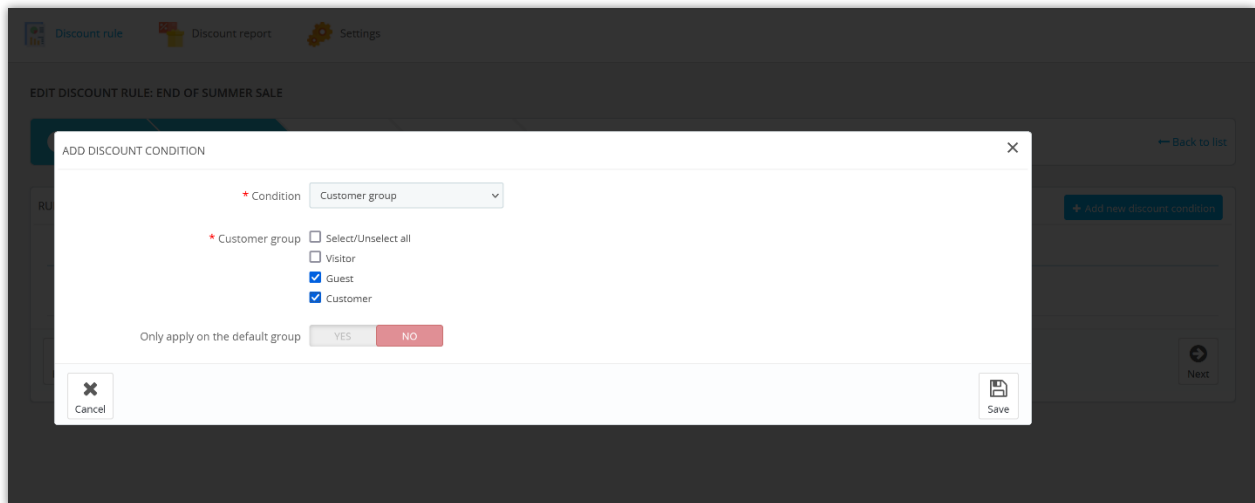 Discount rule
Discount report
Settings
EDIT DISCOUNT RULE: END OF SUMMER SALE
← Back to list
ADD DISCOUNT CONDITION
RU
+ Add new discount condition
* Condition
Customer group
* Customer group
Select/Unselect all
Visitor
Guest
Customer
Only apply on the default group
YES
NO
Next
Cancel
Save